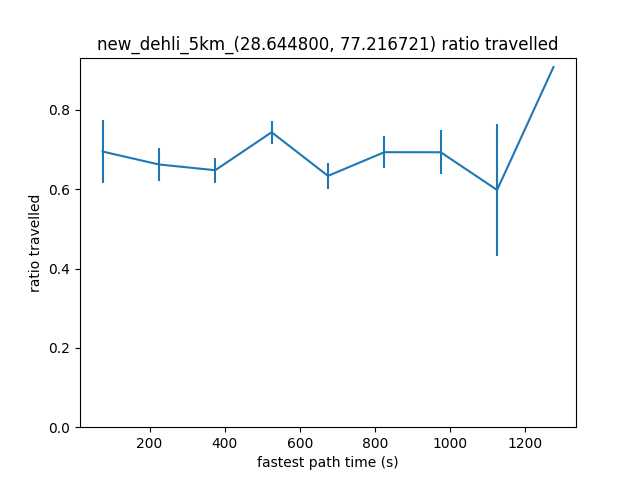 new_dehli_5km_(28.644800, 77.216721) ratio travelled
ratio travelled
0.8
0.6
0.4
0.2
0.0
200 400 600 800 1000 1200
fastest path time (s)